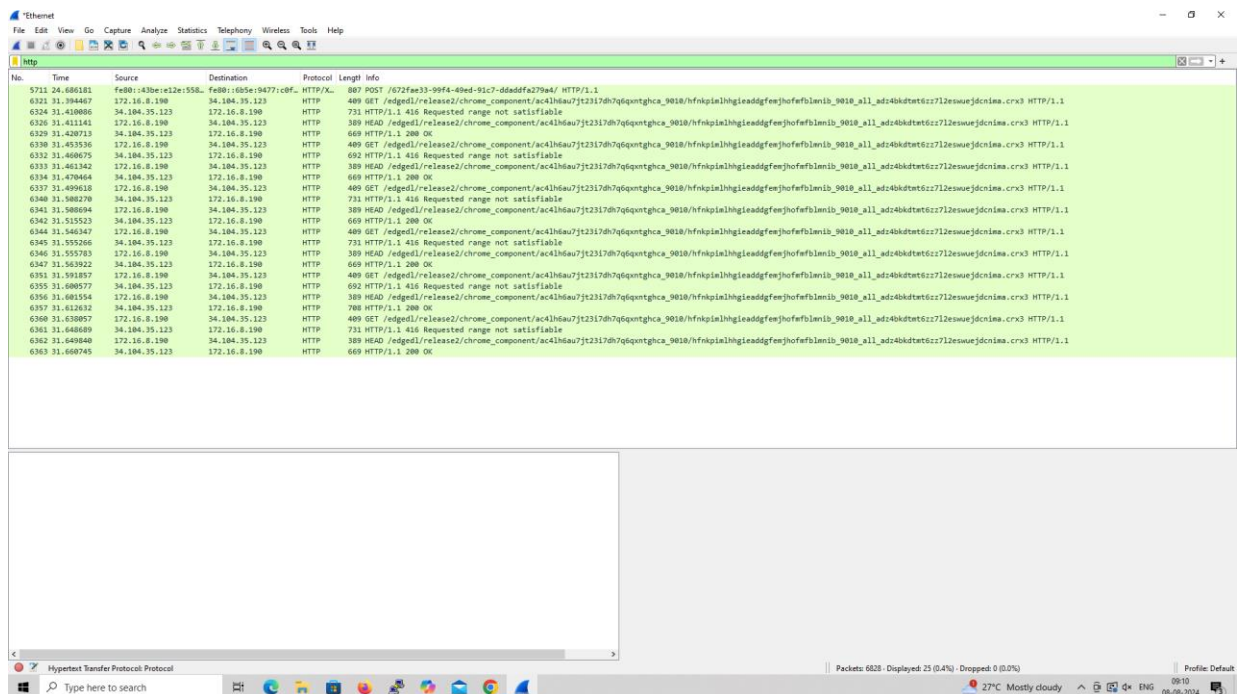 *Ethernet
File Edit View Go Capture Analyze Statistics Telephony Wireless Tools Help
http
No. Time Source Destination Protocol Length Info
5711 24.686181 fe80::43be:e12e:558… fe80::6b5e:9477:c0f… HTTP/X… 807 POST /672fae33-99f4-49ed-91c7-ddaddfa279a4/ HTTP/1.1
6321 31.394467 172.16.8.190 34.104.35.123 HTTP 409 GET /edgedl/release2/chrome_component/ac4lh6au7jt23i7dh7q6qxntghca_9010/hfnkpimlhhgieaddgfemjhofmfblmnib_9010_all_adz4bkdtmt6zz7l2eswuejdcnima.crx3 HTTP/1.1
6324 31.410086 34.104.35.123 172.16.8.190 HTTP 731 HTTP/1.1 416 Requested range not satisfiable
6326 31.411141 172.16.8.190 34.104.35.123 HTTP 389 HEAD /edgedl/release2/chrome_component/ac4lh6au7jt23i7dh7q6qxntghca_9010/hfnkpimlhhgieaddgfemjhofmfblmnib_9010_all_adz4bkdtmt6zz7l2eswuejdcnima.crx3 HTTP/1.1
6329 31.420713 34.104.35.123 172.16.8.190 HTTP 669 HTTP/1.1 200 OK
6330 31.453536 172.16.8.190 34.104.35.123 HTTP 409 GET /edgedl/release2/chrome_component/ac4lh6au7jt23i7dh7q6qxntghca_9010/hfnkpimlhhgieaddgfemjhofmfblmnib_9010_all_adz4bkdtmt6zz7l2eswuejdcnima.crx3 HTTP/1.1
6332 31.460675 34.104.35.123 172.16.8.190 HTTP 692 HTTP/1.1 416 Requested range not satisfiable
6333 31.461342 172.16.8.190 34.104.35.123 HTTP 389 HEAD /edgedl/release2/chrome_component/ac4lh6au7jt23i7dh7q6qxntghca_9010/hfnkpimlhhgieaddgfemjhofmfblmnib_9010_all_adz4bkdtmt6zz7l2eswuejdcnima.crx3 HTTP/1.1
6334 31.470464 34.104.35.123 172.16.8.190 HTTP 669 HTTP/1.1 200 OK
6337 31.499618 172.16.8.190 34.104.35.123 HTTP 409 GET /edgedl/release2/chrome_component/ac4lh6au7jt23i7dh7q6qxntghca_9010/hfnkpimlhhgieaddgfemjhofmfblmnib_9010_all_adz4bkdtmt6zz7l2eswuejdcnima.crx3 HTTP/1.1
6340 31.508270 34.104.35.123 172.16.8.190 HTTP 731 HTTP/1.1 416 Requested range not satisfiable
6341 31.508694 172.16.8.190 34.104.35.123 HTTP 389 HEAD /edgedl/release2/chrome_component/ac4lh6au7jt23i7dh7q6qxntghca_9010/hfnkpimlhhgieaddgfemjhofmfblmnib_9010_all_adz4bkdtmt6zz7l2eswuejdcnima.crx3 HTTP/1.1
6342 31.515523 34.104.35.123 172.16.8.190 HTTP 669 HTTP/1.1 200 OK
6344 31.546347 172.16.8.190 34.104.35.123 HTTP 409 GET /edgedl/release2/chrome_component/ac4lh6au7jt23i7dh7q6qxntghca_9010/hfnkpimlhhgieaddgfemjhofmfblmnib_9010_all_adz4bkdtmt6zz7l2eswuejdcnima.crx3 HTTP/1.1
6345 31.555266 34.104.35.123 172.16.8.190 HTTP 731 HTTP/1.1 416 Requested range not satisfiable
6346 31.555783 172.16.8.190 34.104.35.123 HTTP 389 HEAD /edgedl/release2/chrome_component/ac4lh6au7jt23i7dh7q6qxntghca_9010/hfnkpimlhhgieaddgfemjhofmfblmnib_9010_all_adz4bkdtmt6zz7l2eswuejdcnima.crx3 HTTP/1.1
6347 31.563922 34.104.35.123 172.16.8.190 HTTP 669 HTTP/1.1 200 OK
6351 31.591857 172.16.8.190 34.104.35.123 HTTP 409 GET /edgedl/release2/chrome_component/ac4lh6au7jt23i7dh7q6qxntghca_9010/hfnkpimlhhgieaddgfemjhofmfblmnib_9010_all_adz4bkdtmt6zz7l2eswuejdcnima.crx3 HTTP/1.1
6355 31.600577 34.104.35.123 172.16.8.190 HTTP 692 HTTP/1.1 416 Requested range not satisfiable
6356 31.601554 172.16.8.190 34.104.35.123 HTTP 389 HEAD /edgedl/release2/chrome_component/ac4lh6au7jt23i7dh7q6qxntghca_9010/hfnkpimlhhgieaddgfemjhofmfblmnib_9010_all_adz4bkdtmt6zz7l2eswuejdcnima.crx3 HTTP/1.1
6357 31.612632 34.104.35.123 172.16.8.190 HTTP 708 HTTP/1.1 200 OK
6360 31.638057 172.16.8.190 34.104.35.123 HTTP 409 GET /edgedl/release2/chrome_component/ac4lh6au7jt23i7dh7q6qxntghca_9010/hfnkpimlhhgieaddgfemjhofmfblmnib_9010_all_adz4bkdtmt6zz7l2eswuejdcnima.crx3 HTTP/1.1
6361 31.648689 34.104.35.123 172.16.8.190 HTTP 731 HTTP/1.1 416 Requested range not satisfiable
6362 31.649840 172.16.8.190 34.104.35.123 HTTP 389 HEAD /edgedl/release2/chrome_component/ac4lh6au7jt23i7dh7q6qxntghca_9010/hfnkpimlhhgieaddgfemjhofmfblmnib_9010_all_adz4bkdtmt6zz7l2eswuejdcnima.crx3 HTTP/1.1
6363 31.660745 34.104.35.123 172.16.8.190 HTTP 669 HTTP/1.1 200 OK
Hypertext Transfer Protocol: Protocol Packets: 6828 · Displayed: 25 (0.4%) · Dropped: 0 (0.0%) Profile: Default
Type here to search 27°C Mostly cloudy ENG 09:10
08-08-2024